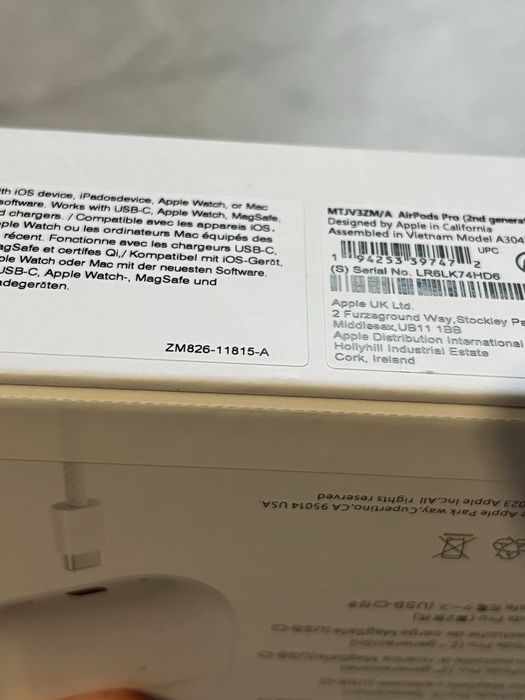 ith iOS device, iPadosdevice, Apple Watch, or Mac
software. Works with USB-C, Apple Watch, MagSafe,
d chargers. / Compatible avec les appareils iOS,
ple Watch ou les ordinateurs Mac équipés des
récent. Fonctionne avec les chargeurs USB-C,
agSafe et certifes Qi,/ Kompatibel mit iOS-Gerät,
ole Watch oder Mac mit der neuesten Software.
USB-C, Apple Watch-, MagSafe und
degeräten.
ZM826-11815-A
MTJV3ZM/A AirPods Pro (2nd genera
Designed by Apple in California
Assembled in Vietnam Model A304
UPC
1 94253 39747 2
(S) Serial No. LR6LK74HD6
Apple UK Ltd.
2 Furzaground Way,Stockley Pa
Middlasax,UB11 1BB
Apple Distribution International
Hollyhill Industrial Estate
Cork, Ireland
023 Apple Inc,All rights reserved
Apple Park way,Cupertino,CA 95014 USA.